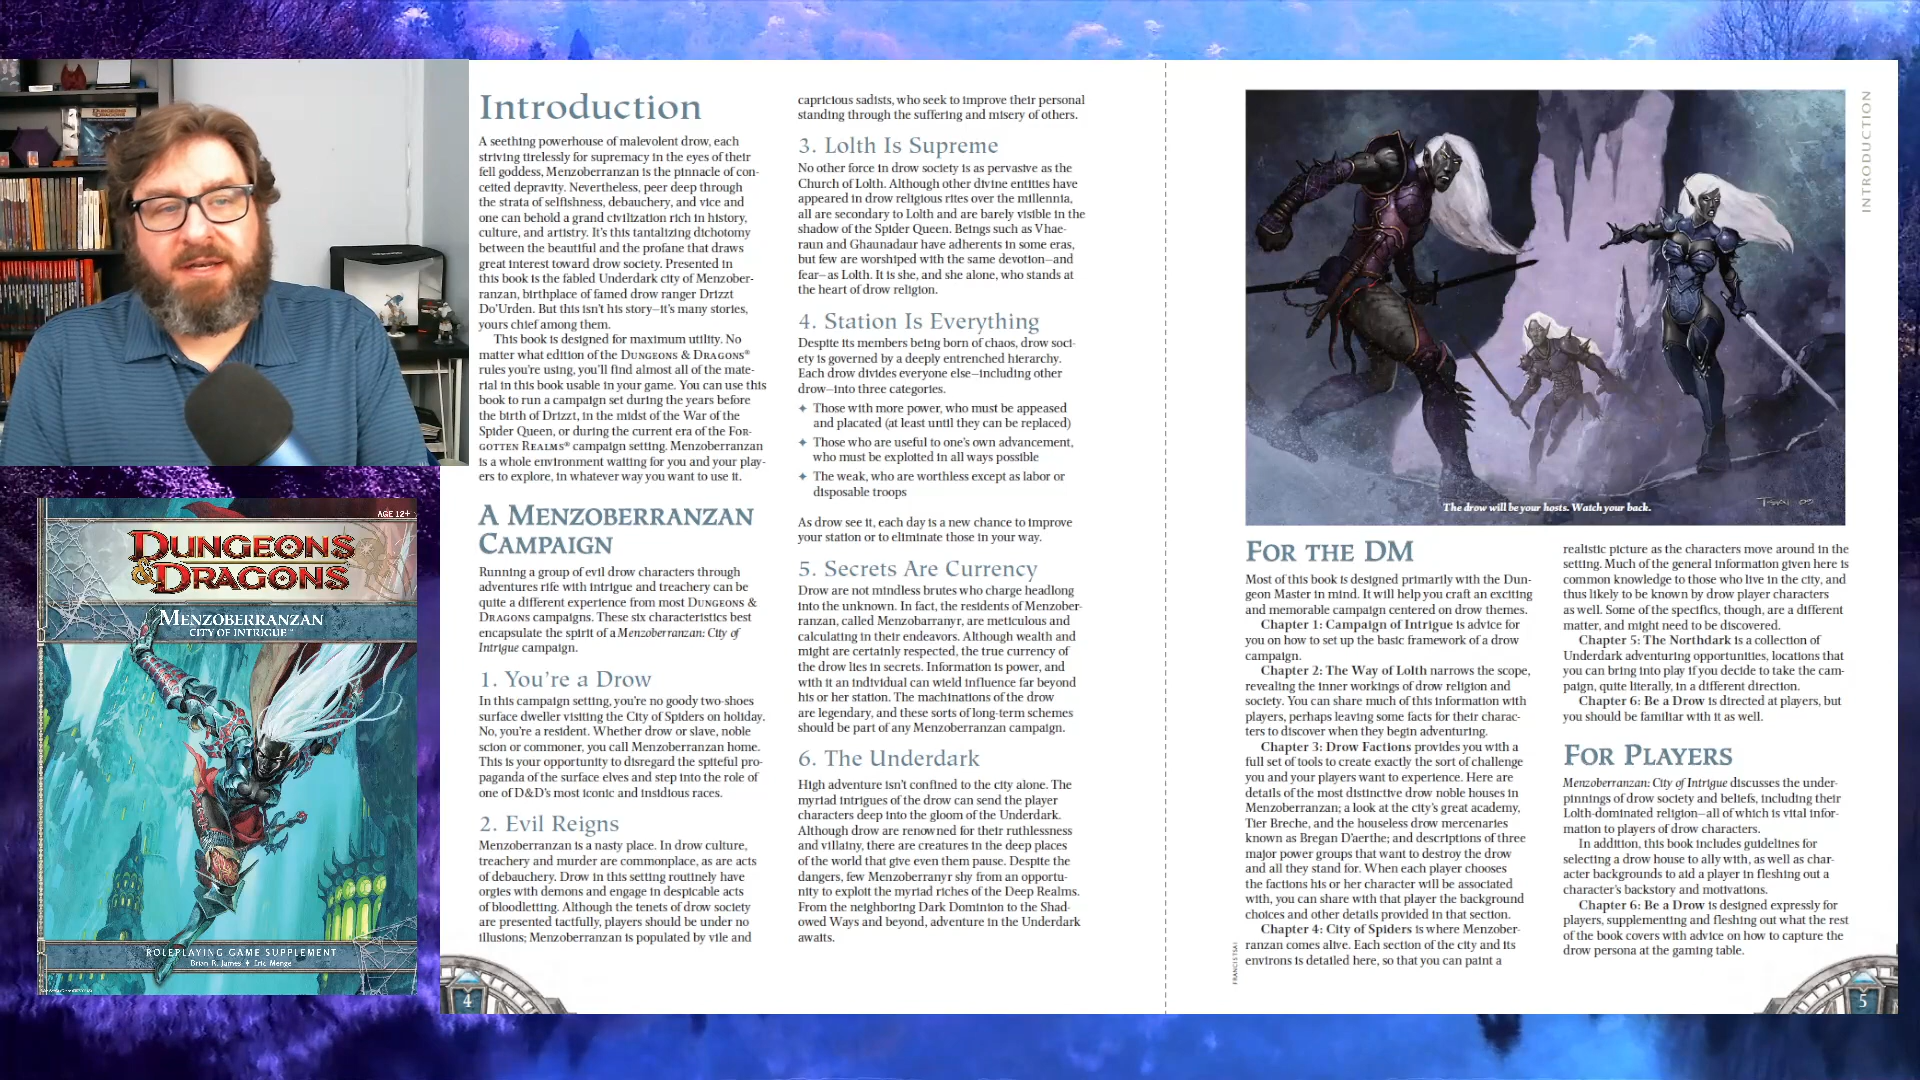 Introduction
A seething powerhouse of malevolent drow, each
striving tirelessly for supremacy in the eyes of their
fell goddess, Menzoberranzan is the pinnacle of con-
ceited depravity. Nevertheless, peer deep through
the strata of selfishness, debauchery, and vice and
one can behold a grand civilization rich in history,
culture, and artistry. It's this tantalizing dichotomy
between the beautiful and the profane that draws
great interest toward drow society. Presented in
this book is the fabled Underdark city of Menzober-
ranzan, birthplace of famed drow ranger Drizzt
Do'Urden. But this isn't his story—it's many stories,
yours chief among them.
This book is designed for maximum utility. No
matter what edition of the DUNGEONS & DRAGONS®
rules you're using, you'll find almost all of the mate-
rial in this book usable in your game. You can use this
book to run a campaign set during the years before
the birth of Drizzt, in the midst of the War of the
Spider Queen, or during the current era of the FOR-
GOTTEN REALMS® campaign setting. Menzoberranzan
is a whole environment waiting for you and your play-
ers to explore, in whatever way you want to use it.
A MENZOBERRANZAN
CAMPAIGN
Running a group of evil drow characters through
adventures rife with intrigue and treachery can be
quite a different experience from most DUNGEONS &
DRAGONS campaigns. These six characteristics best
encapsulate the spirit of a Menzoberranzan: City of
Intrigue campaign.
1. You're a Drow
In this campaign setting, you're no goody two-shoes
surface dweller visiting the City of Spiders on holiday.
No, you're a resident. Whether drow or slave, noble
scion or commoner, you call Menzoberranzan home.
This is your opportunity to disregard the spiteful pro-
paganda of the surface elves and step into the role of
one of D&D's most iconic and insidious races.
2. Evil Reigns
Menzoberranzan is a nasty place. In drow culture,
treachery and murder are commonplace, as are acts
of debauchery. Drow in this setting routinely have
orgies with demons and engage in despicable acts
of bloodletting. Although the tenets of drow society
are presented tactfully, players should be under no
illusions; Menzoberranzan is populated by vile and
capricious sadists, who seek to improve their personal
standing through the suffering and misery of others.
3. Lolth Is Supreme
No other force in drow society is as pervasive as the
Church of Lolth. Although other divine entities have
appeared in drow religious rites over the millennia,
all are secondary to Lolth and are barely visible in the
shadow of the Spider Queen. Beings such as Vhae-
raun and Ghaunadaur have adherents in some eras,
but few are worshiped with the same devotion—and
fear—as Lolth. It is she, and she alone, who stands at
the heart of drow religion.
4. Station Is Everything
Despite its members being born of chaos, drow soci-
ety is governed by a deeply entrenched hierarchy.
Each drow divides everyone else—including other
drow—into three categories.
✦ Those with more power, who must be appeased
and placated (at least until they can be replaced)
✦ Those who are useful to one's own advancement,
who must be exploited in all ways possible
✦ The weak, who are worthless except as labor or
disposable troops
As drow see it, each day is a new chance to improve
your station or to eliminate those in your way.
5. Secrets Are Currency
Drow are not mindless brutes who charge headlong
into the unknown. In fact, the residents of Menzober-
ranzan, called Menzobarranyr, are meticulous and
calculating in their endeavors. Although wealth and
might are certainly respected, the true currency of
the drow lies in secrets. Information is power, and
with it an individual can wield influence far beyond
his or her station. The machinations of the drow
are legendary, and these sorts of long-term schemes
should be part of any Menzoberranzan campaign.
6. The Underdark
High adventure isn't confined to the city alone. The
myriad intrigues of the drow can send the player
characters deep into the gloom of the Underdark.
Although drow are renowned for their ruthlessness
and villainy, there are creatures in the deep places
of the world that give even them pause. Despite the
dangers, few Menzoberranyr shy from an opportu-
nity to exploit the myriad riches of the Deep Realms.
From the neighboring Dark Dominion to the Shad-
owed Ways and beyond, adventure in the Underdark
awaits.
4
INTRODUCTION
The drow will be your hosts. Watch your back.
FOR THE DM
Most of this book is designed primarily with the Dun-
geon Master in mind. It will help you craft an exciting
and memorable campaign centered on drow themes.
Chapter 1: Campaign of Intrigue is advice for
you on how to set up the basic framework of a drow
campaign.
Chapter 2: The Way of Lolth narrows the scope,
revealing the inner workings of drow religion and
society. You can share much of this information with
players, perhaps leaving some facts for their charac-
ters to discover when they begin adventuring.
Chapter 3: Drow Factions provides you with a
full set of tools to create exactly the sort of challenge
you and your players want to experience. Here are
details of the most distinctive drow noble houses in
Menzoberranzan; a look at the city's great academy,
Tier Breche, and the houseless drow mercenaries
known as Bregan D'aerthe; and descriptions of three
major power groups that want to destroy the drow
and all they stand for. When each player chooses
the factions his or her character will be associated
with, you can share with that player the background
choices and other details provided in that section.
Chapter 4: City of Spiders is where Menzober-
ranzan comes alive. Each section of the city and its
environs is detailed here, so that you can paint a
realistic picture as the characters move around in the
setting. Much of the general information given here is
common knowledge to those who live in the city, and
thus likely to be known by drow player characters
as well. Some of the specifics, though, are a different
matter, and might need to be discovered.
Chapter 5: The Northdark is a collection of
Underdark adventuring opportunities, locations that
you can bring into play if you decide to take the cam-
paign, quite literally, in a different direction.
Chapter 6: Be a Drow is directed at players, but
you should be familiar with it as well.
FOR PLAYERS
Menzoberranzan: City of Intrigue discusses the under-
pinnings of drow society and beliefs, including their
Lolth-dominated religion—all of which is vital infor-
mation to players of drow characters.
In addition, this book includes guidelines for
selecting a drow house to ally with, as well as char-
acter backgrounds to aid a player in fleshing out a
character's backstory and motivations.
Chapter 6: Be a Drow is designed expressly for
players, supplementing and fleshing out what the rest
of the book covers with advice on how to capture the
drow persona at the gaming table.
FRANCIS TSAI
5
AGE 12+
DUNGEONS
& DRAGONS
MENZOBERRANZAN
CITY OF INTRIGUE™
ROLEPLAYING GAME SUPPLEMENT
Brian R. James ✦ Eric Menge